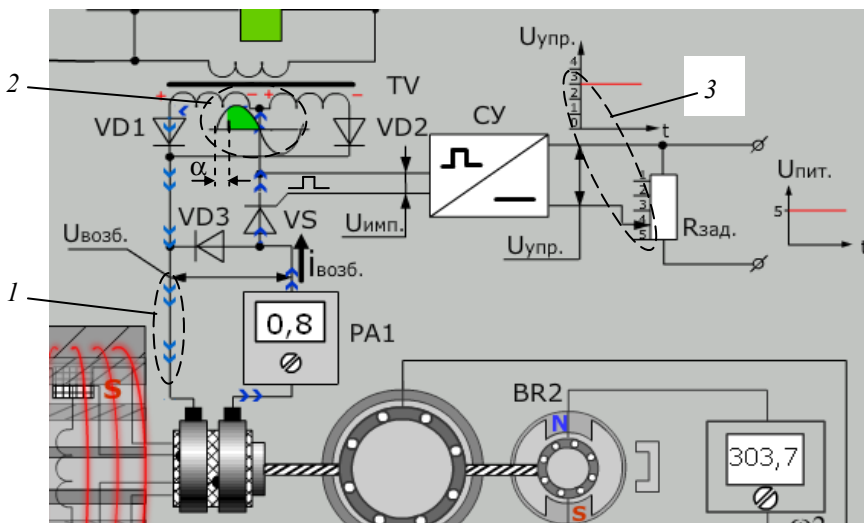 Uупр.
4
3
2
1
0
t
3
2
+
- +
-
TV
VD1
VD2
СУ
α
1
2
3
4
5
Uпит.
5
t
VD3
VS
Uимп.
Rзад.
Uвозб.
iвозб.
Uупр.
1
0,8
PA1
S
BR2
N
303,7
S